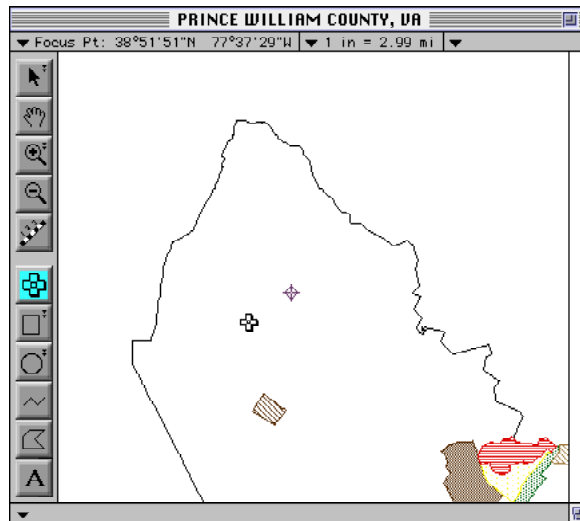 PRINCE WILLIAM COUNTY, VA
Focus Pt: 38°51'51"N 77°37'29"W 1 in = 2.99 mi
A